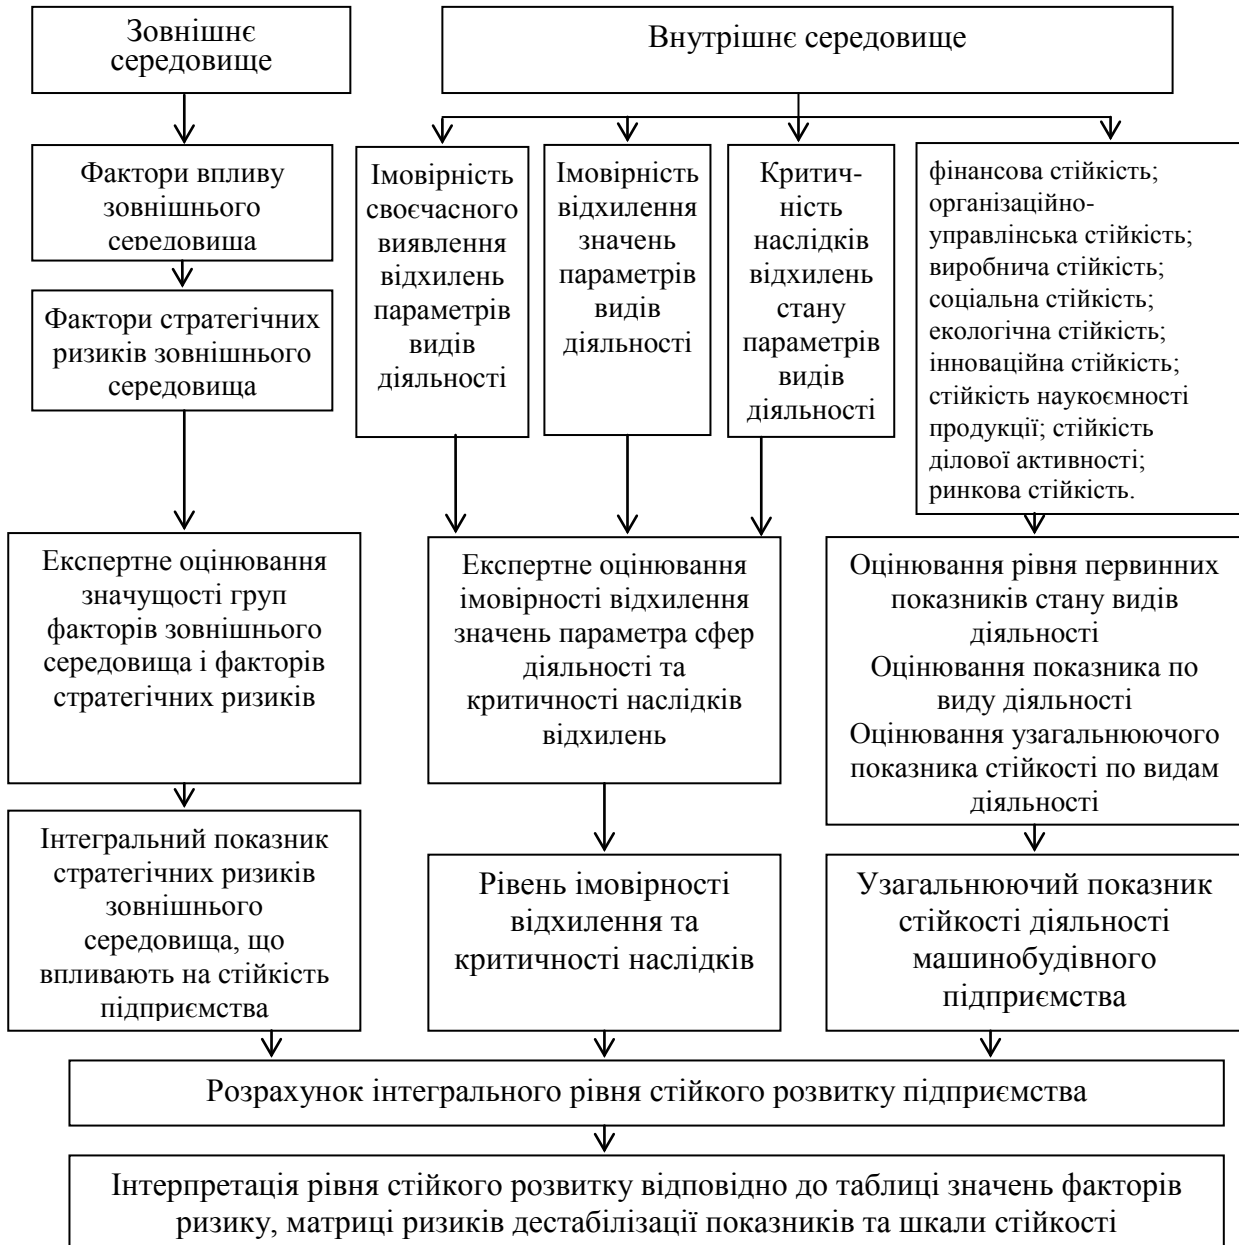 Зовнішнє
середовище
Внутрішнє середовище
Фактори впливу
зовнішнього
середовища
Імовірність
своєчасного
виявлення
відхилень
параметрів
видів
діяльності
Імовірність
відхилення
значень
параметрів
видів
діяльності
Критич-
ність
наслідків
відхилень
стану
параметрів
видів
діяльності
фінансова стійкість;
організаційно-
управлінська стійкість;
виробнича стійкість;
соціальна стійкість;
екологічна стійкість;
інноваційна стійкість;
стійкість наукоємності
продукції; стійкість
ділової активності;
ринкова стійкість.
Фактори стратегічних
ризиків зовнішнього
середовища
Експертне оцінювання
значущості груп
факторів зовнішнього
середовища і факторів
стратегічних ризиків
Експертне оцінювання
імовірності відхилення
значень параметра сфер
діяльності та
критичності наслідків
відхилень
Оцінювання рівня первинних
показників стану видів
діяльності
Оцінювання показника по
виду діяльності
Оцінювання узагальнюючого
показника стійкості по видам
діяльності
Інтегральний показник
стратегічних ризиків
зовнішнього
середовища, що
впливають на стійкість
підприємства
Рівень імовірності
відхилення та
критичності наслідків
Узагальнюючий показник
стійкості діяльності
машинобудівного
підприємства
Розрахунок інтегрального рівня стійкого розвитку підприємства
Інтерпретація рівня стійкого розвитку відповідно до таблиці значень факторів
ризику, матриці ризиків дестабілізації показників та шкали стійкості